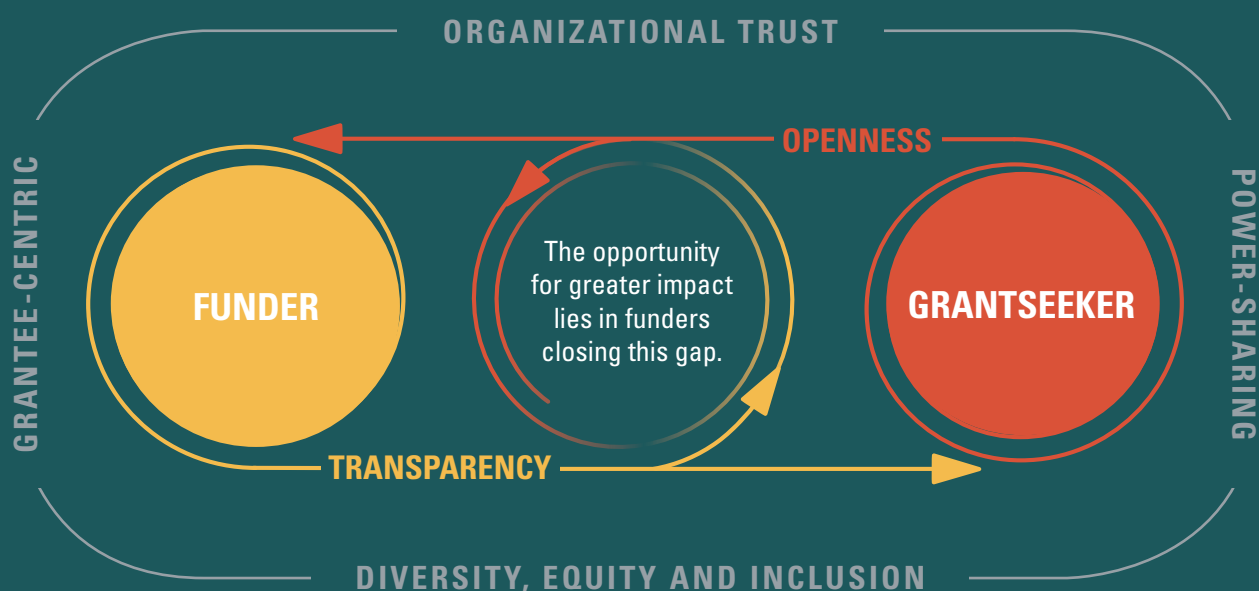 ORGANIZATIONAL TRUST
OPENNESS
GRANTEE-CENTRIC
FUNDER
The opportunity
for greater impact
lies in funders
closing this gap.
GRANTSEEKER
POWER-SHARING
TRANSPARENCY
DIVERSITY, EQUITY AND INCLUSION